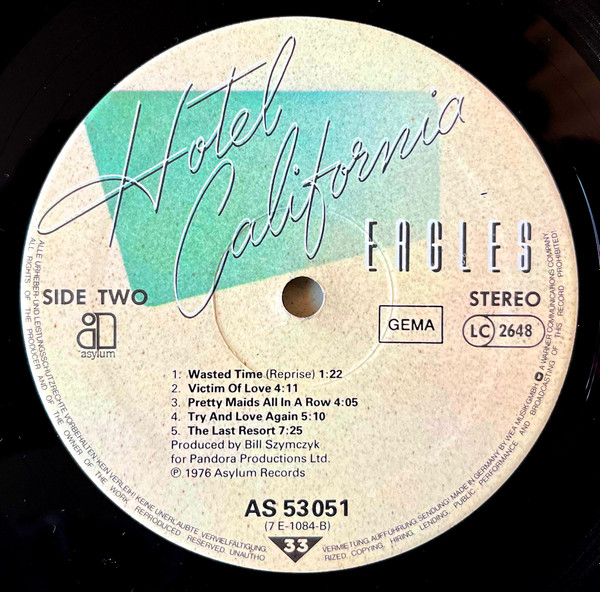 Hotel
California
EAGLES
SIDE TWO
STEREO
asylum
GEMA
LC 2648
1. Wasted Time (Reprise) 1:22
2. Victim Of Love 4:11
3. Pretty Maids All In A Row 4:05
4. Try And Love Again 5:10
5. The Last Resort 7:25
Produced by Bill Szymczyk
for Pandora Productions Ltd.
℗ 1976 Asylum Records
AS 53 051
(7 E-1084-B)
33
ALLE URHEBER- UND LEISTUNGSSCHUTZRECHTE VORBEHALTEN. KEIN VERLEIH! KEINE UNERLAUBTE VERVIELFÄLTIGUNG, VERMIETUNG, AUFFÜHRUNG, SENDUNG! MADE IN GERMANY BY WEA MUSIK GMBH. A WARNER COMMUNICATIONS COMPANY
ALL RIGHTS OF THE PRODUCER AND OF THE OWNER OF THE WORK REPRODUCED RESERVED. UNAUTHORIZED COPYING, HIRING, LENDING, PUBLIC PERFORMANCE AND BROADCASTING OF THIS RECORD PROHIBITED!